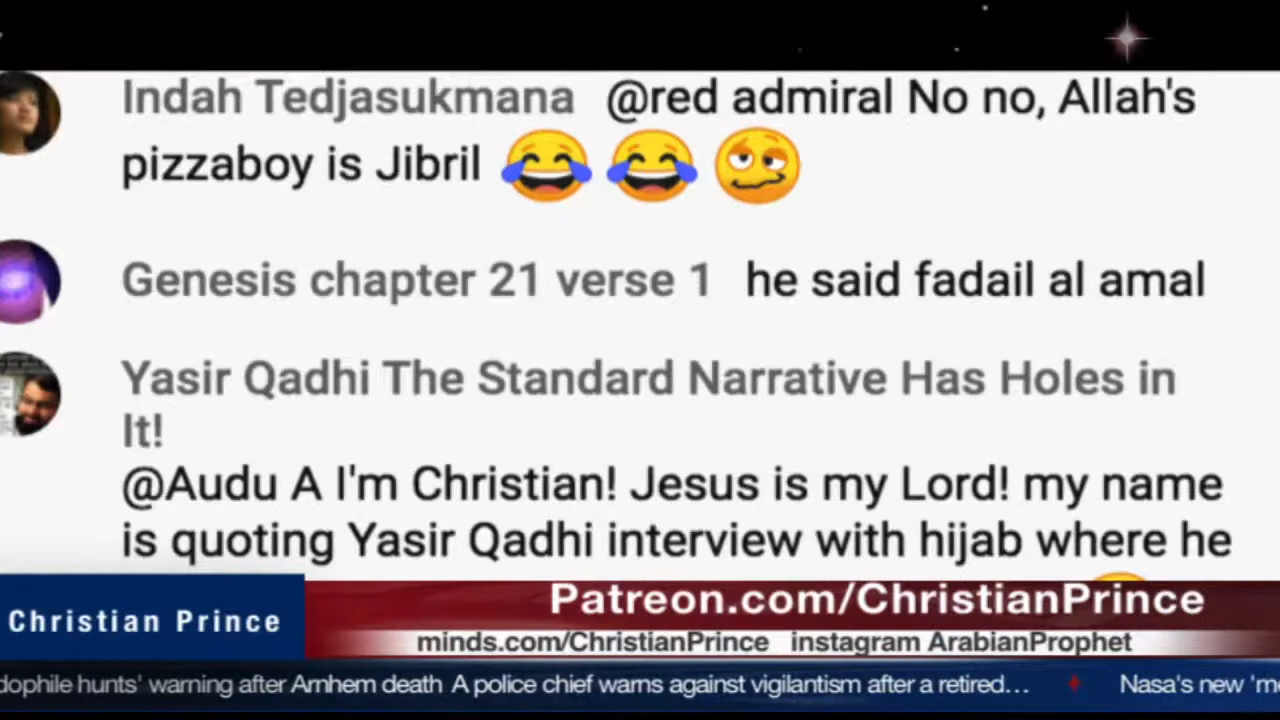 Indah Tedjasukmana @red admiral No no, Allah's
pizzaboy is Jibril 😂 😂 🥴
Genesis chapter 21 verse 1 he said fadail al amal
Yasir Qadhi The Standard Narrative Has Holes in
It!
@Audu A I'm Christian! Jesus is my Lord! my name
is quoting Yasir Qadhi interview with hijab where he
Christian Prince
Patreon.com/ChristianPrince
minds.com/ChristianPrince instagram ArabianProphet
dophile hunts' warning after Arnhem death A police chief warns against vigilantism after a retired... Nasa's new